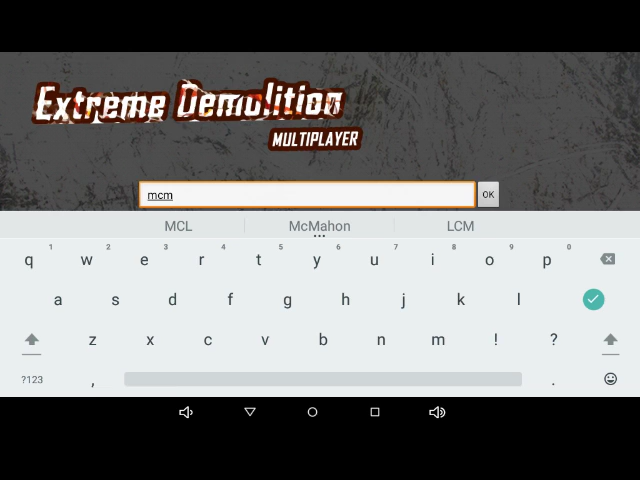 Extreme Demolition
MULTIPLAYER
mcm OK
MCL McMahon LCM
1 2 3 4 5 6 7 8 9 0
q w e r t y u i o p
a s d f g h j k l
z x c v b n m ! ?
?123 , .